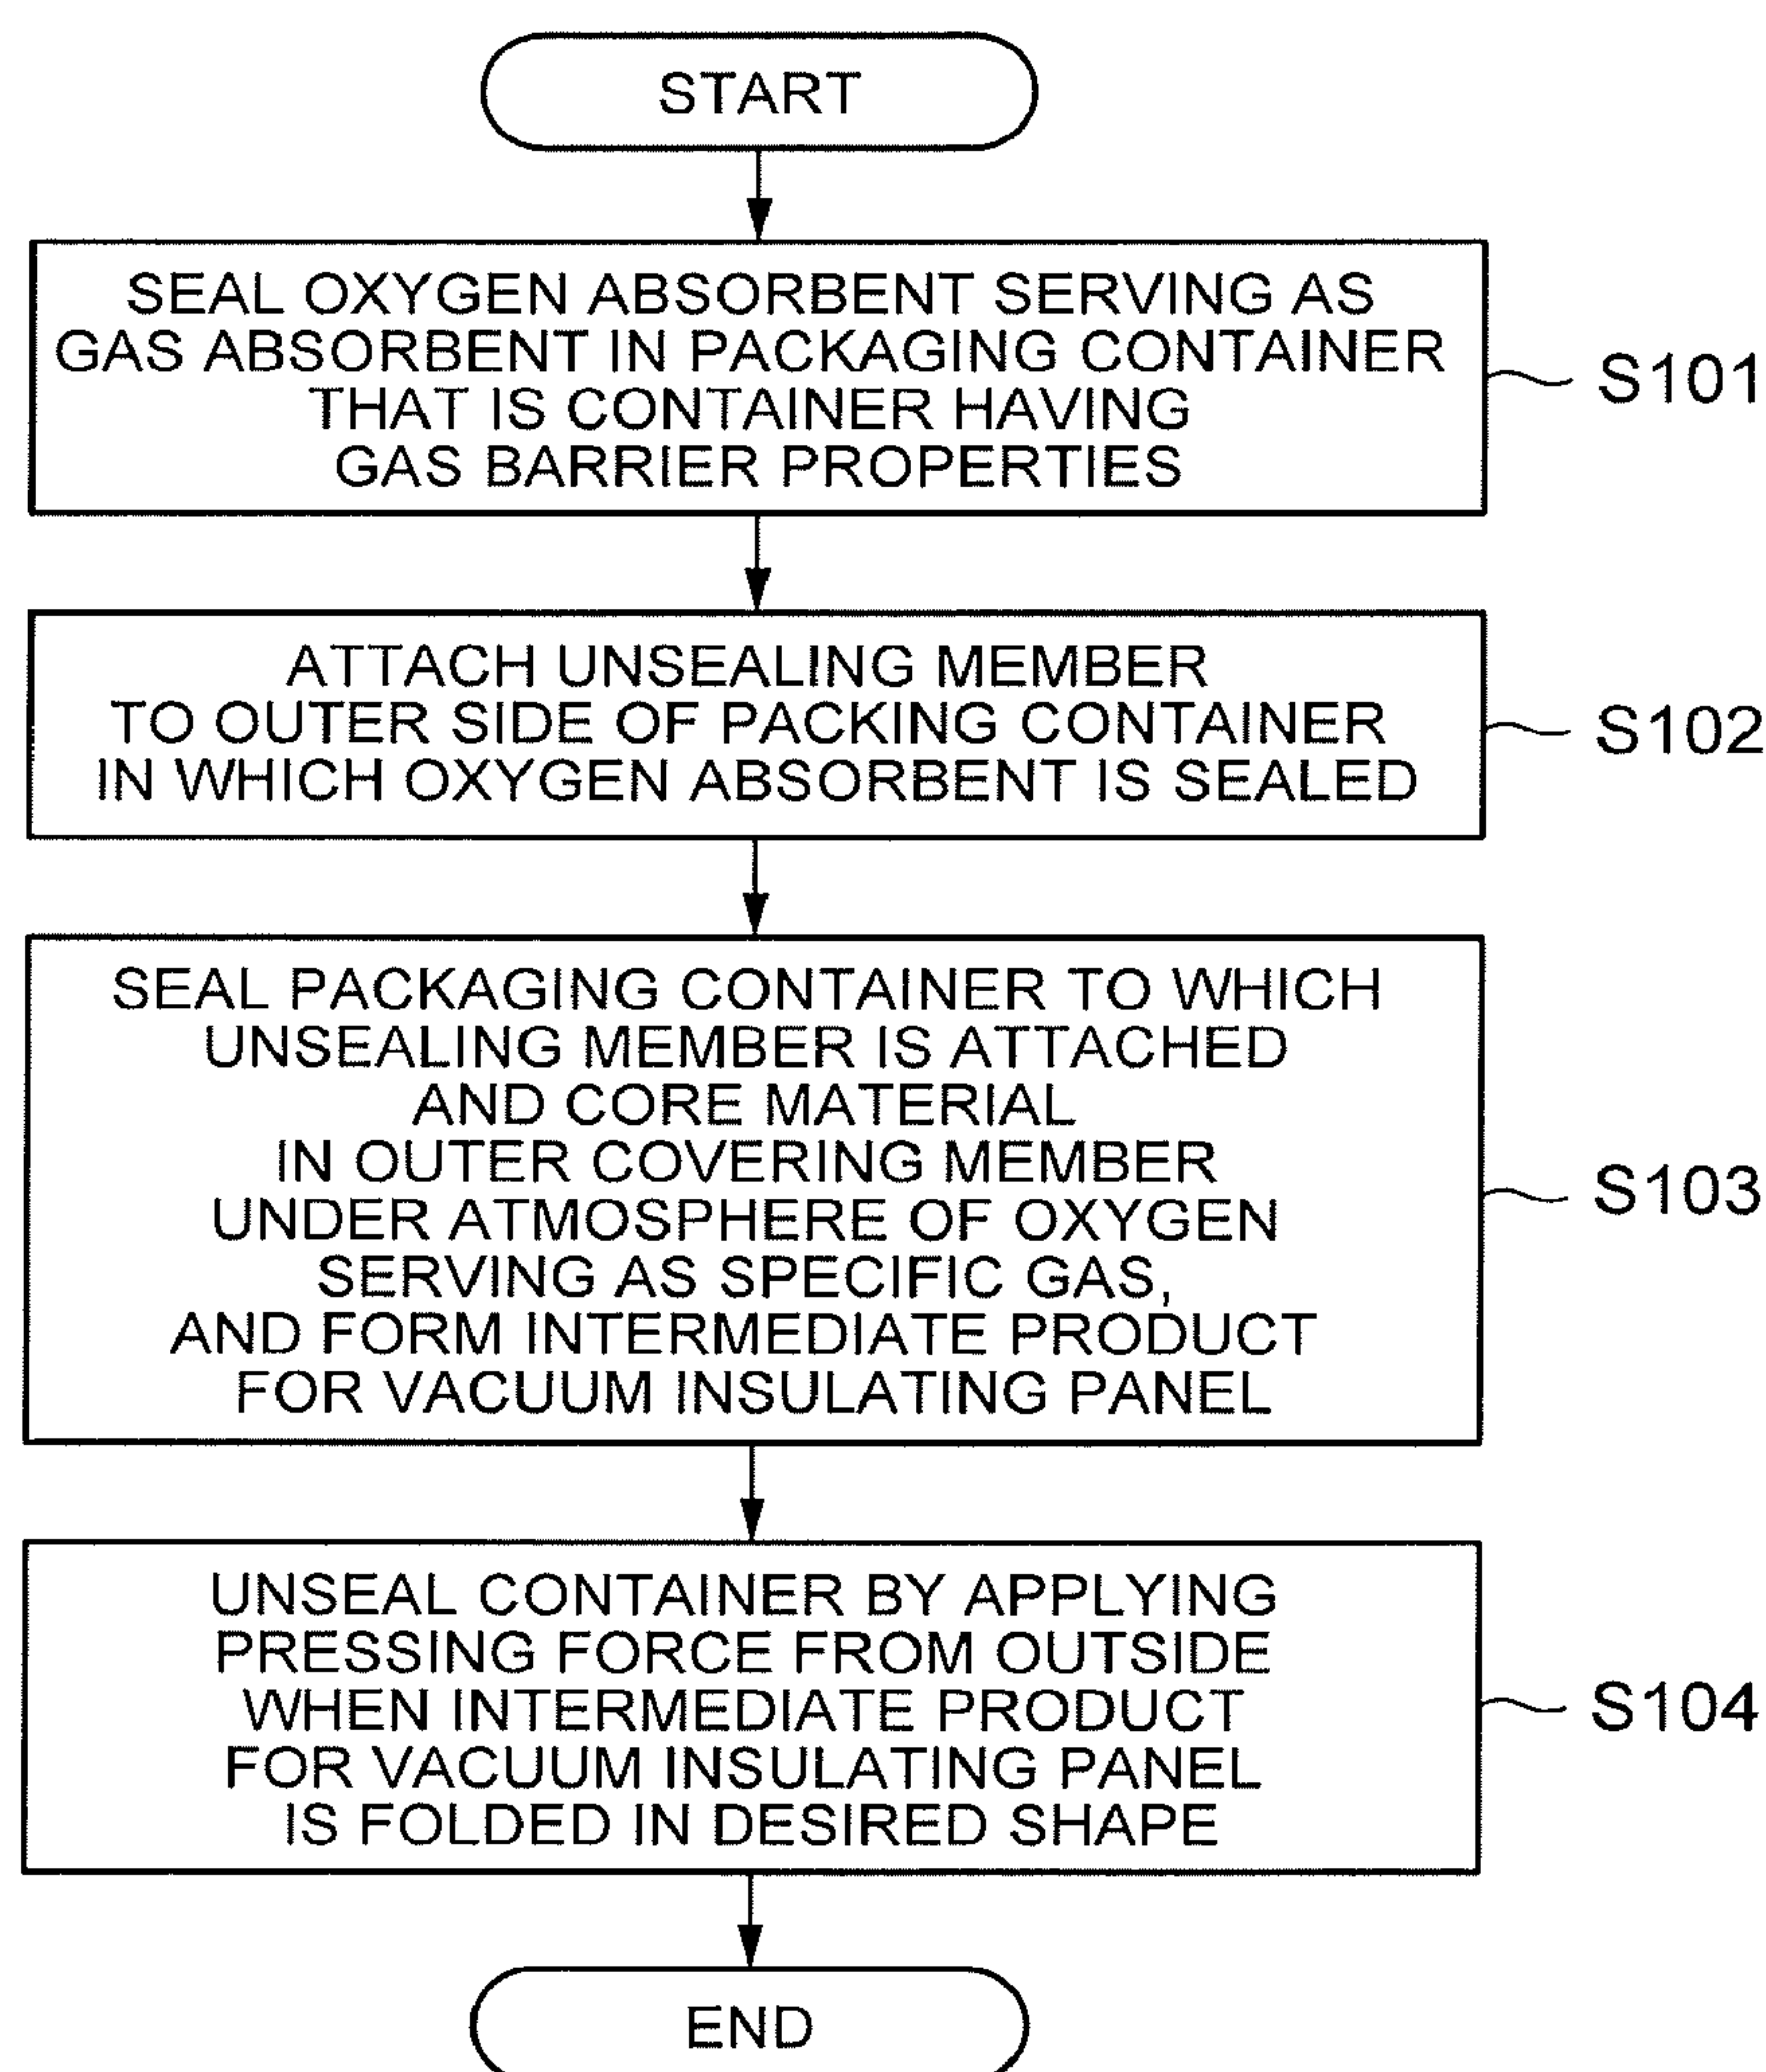 START
SEAL OXYGEN ABSORBENT SERVING AS
GAS ABSORBENT IN PACKAGING CONTAINER
THAT IS CONTAINER HAVING
GAS BARRIER PROPERTIES
S101
ATTACH UNSEALING MEMBER
TO OUTER SIDE OF PACKING CONTAINER
IN WHICH OXYGEN ABSORBENT IS SEALED
S102
SEAL PACKAGING CONTAINER TO WHICH
UNSEALING MEMBER IS ATTACHED
AND CORE MATERIAL
IN OUTER COVERING MEMBER
UNDER ATMOSPHERE OF OXYGEN
SERVING AS SPECIFIC GAS,
AND FORM INTERMEDIATE PRODUCT
FOR VACUUM INSULATING PANEL
S103
UNSEAL CONTAINER BY APPLYING
PRESSING FORCE FROM OUTSIDE
WHEN INTERMEDIATE PRODUCT
FOR VACUUM INSULATING PANEL
IS FOLDED IN DESIRED SHAPE
S104
END